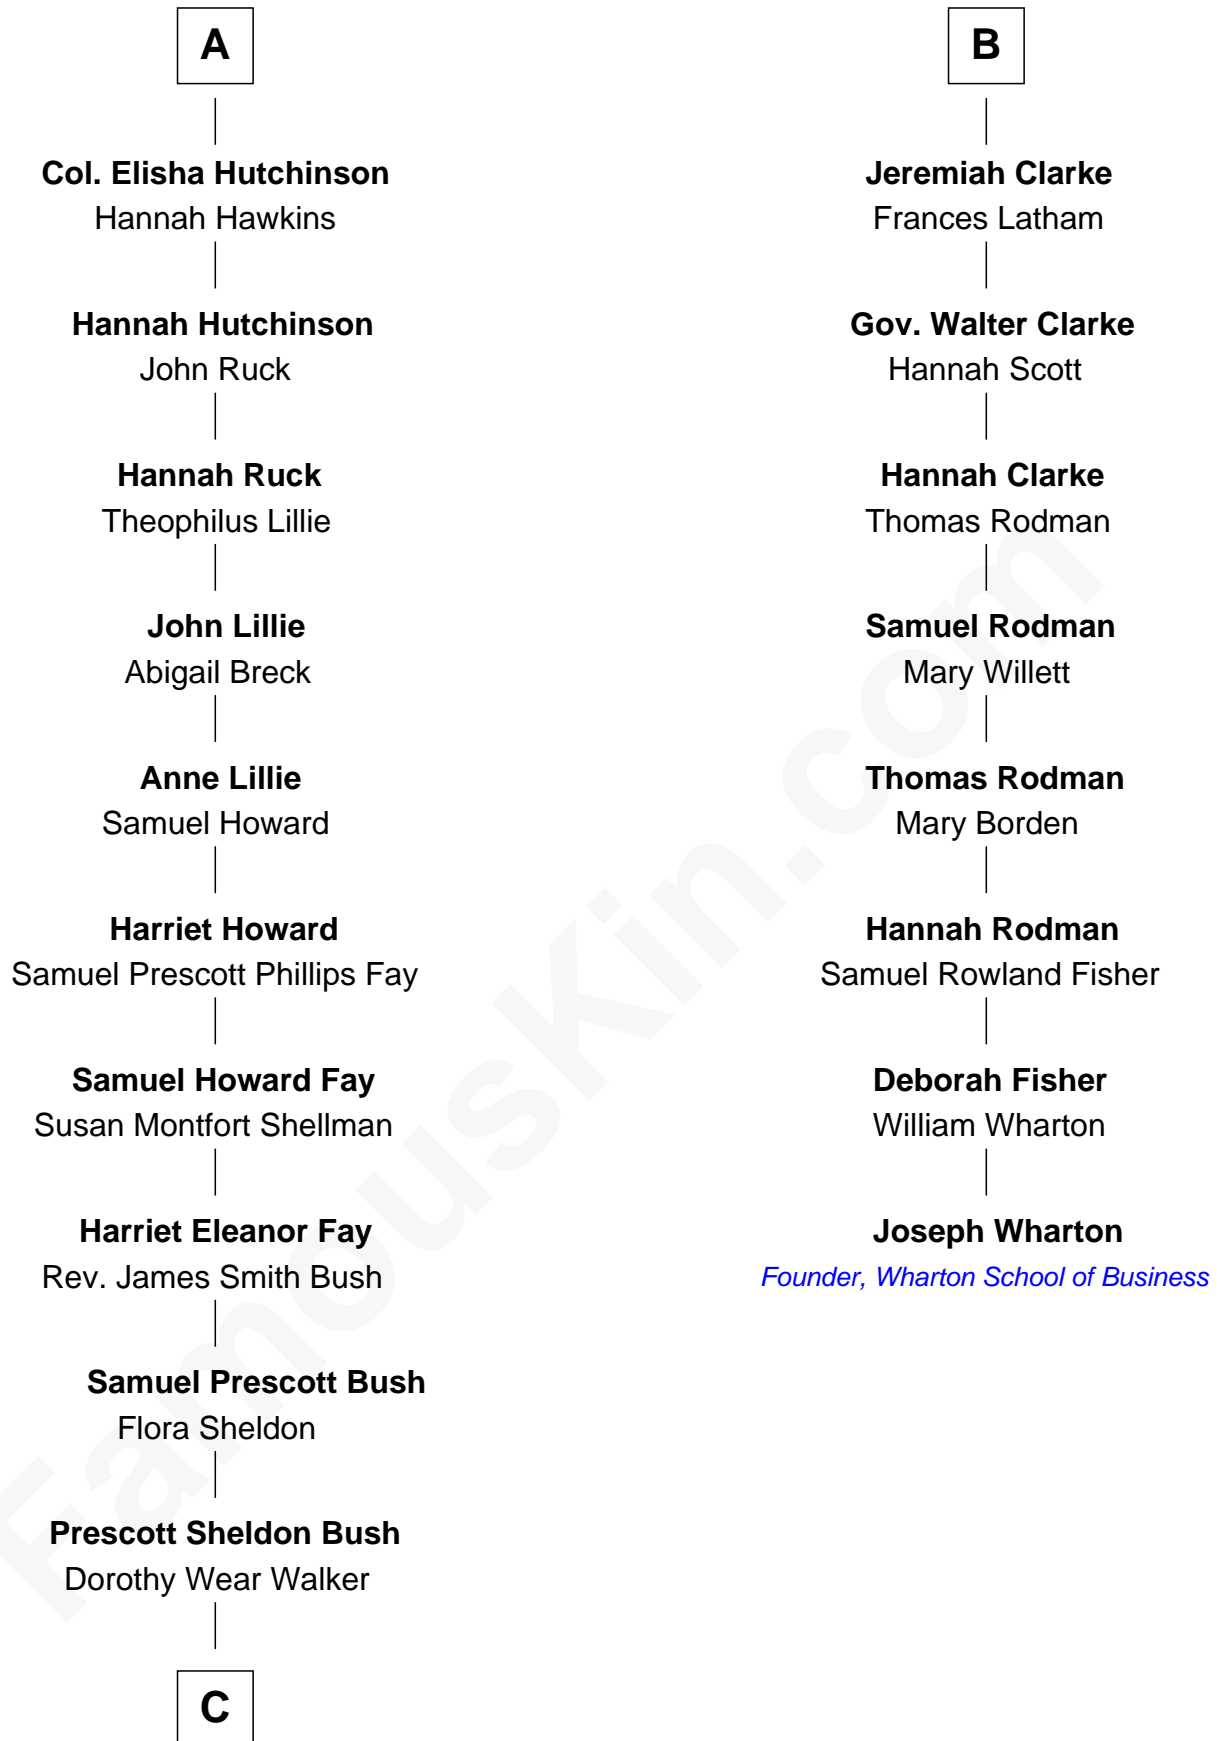 A
Col. Elisha Hutchinson
Hannah Hawkins
Hannah Hutchinson
John Ruck
Hannah Ruck
Theophilus Lillie
John Lillie
Abigail Breck
Anne Lillie
Samuel Howard
Harriet Howard
Samuel Prescott Phillips Fay
Samuel Howard Fay
Susan Montfort Shellman
Harriet Eleanor Fay
Rev. James Smith Bush
Samuel Prescott Bush
Flora Sheldon
Prescott Sheldon Bush
Dorothy Wear Walker
C
B
Jeremiah Clarke
Frances Latham
Gov. Walter Clarke
Hannah Scott
Hannah Clarke
Thomas Rodman
Samuel Rodman
Mary Willett
Thomas Rodman
Mary Borden
Hannah Rodman
Samuel Rowland Fisher
Deborah Fisher
William Wharton
Joseph Wharton
Founder, Wharton School of Business
FamousKin.com